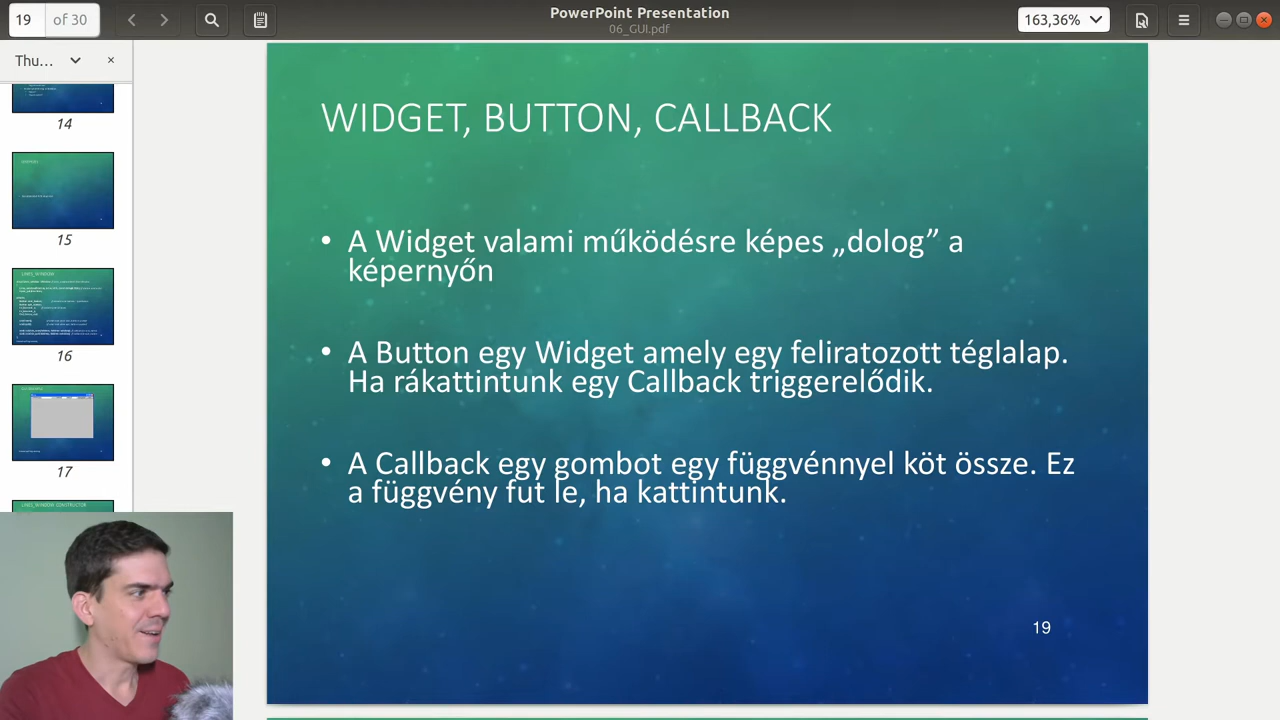 19 of 30
PowerPoint Presentation
06_GUI.pdf
163,36%
Thu...
14
15
16
17
LINES_WINDOW CONSTRUCTOR
WIDGET, BUTTON, CALLBACK
• A Widget valami működésre képes „dolog” a
képernyőn
• A Button egy Widget amely egy feliratozott téglalap.
Ha rákattintunk egy Callback triggerelődik.
• A Callback egy gombot egy függvénnyel köt össze. Ez
a függvény fut le, ha kattintunk.
19